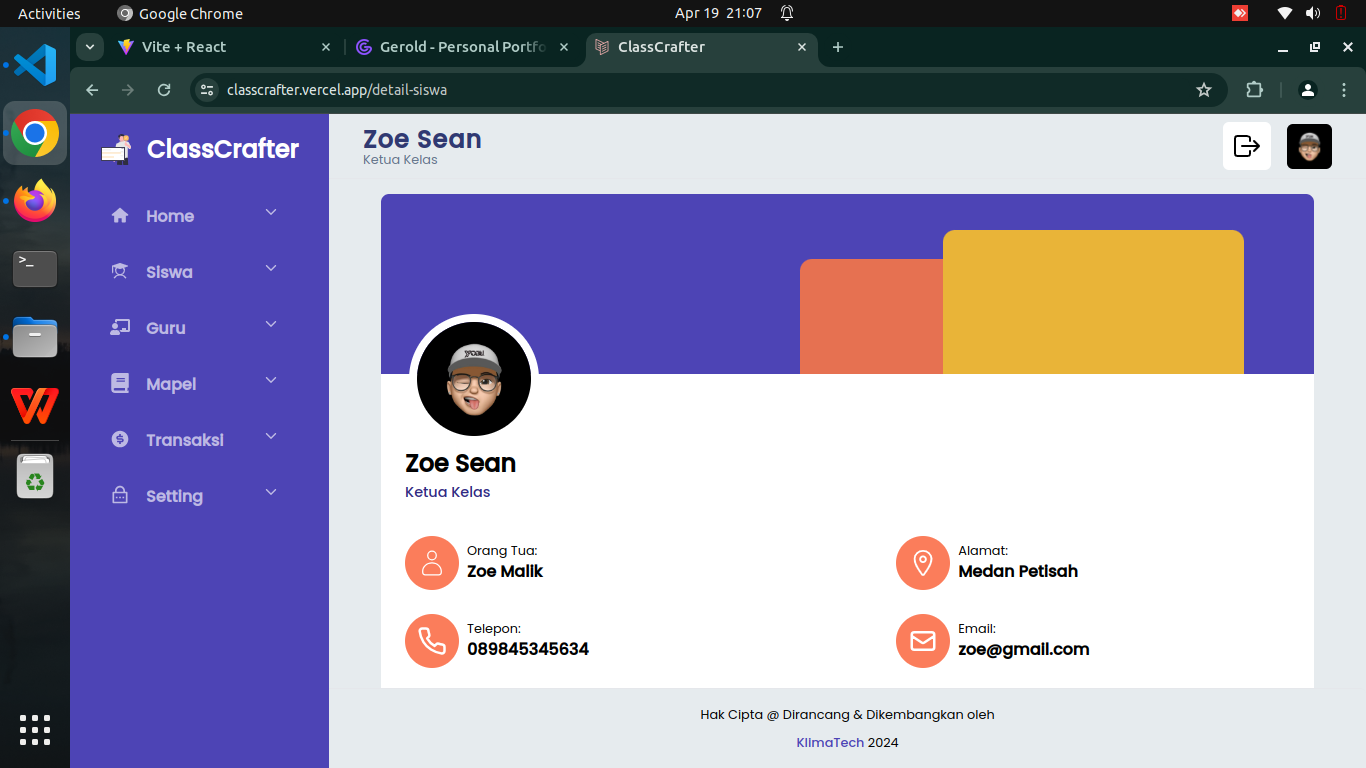 Activities
Google Chrome
Apr 19 21:07
Vite + React
Gerold - Personal Portfo
ClassCrafter
classcrafter.vercel.app/detail-siswa
ClassCrafter
Home
Siswa
Guru
Mapel
Transaksi
Setting
Zoe Sean
Ketua Kelas
Zoe Sean
Ketua Kelas
Orang Tua:
Zoe Malik
Alamat:
Medan Petisah
Telepon:
089845345634
Email:
zoe@gmail.com
Hak Cipta @ Dirancang & Dikembangkan oleh
KlimaTech 2024